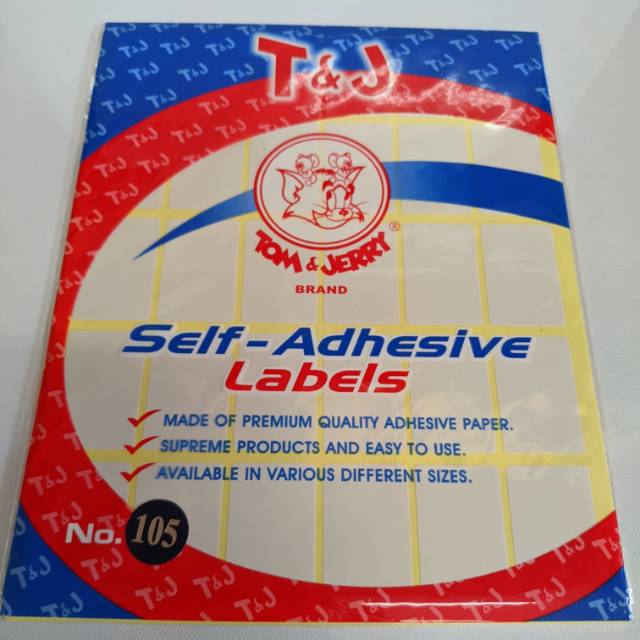 T&J
TOM & JERRY®
BRAND
Self-Adhesive
Labels
MADE OF PREMIUM QUALITY ADHESIVE PAPER.
SUPREME PRODUCTS AND EASY TO USE.
AVAILABLE IN VARIOUS DIFFERENT SIZES.
No. 105